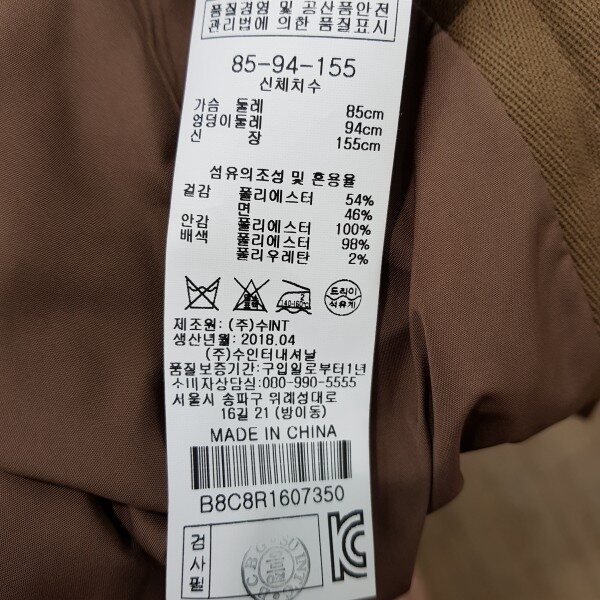 품질경영 및 공산품안전
관리법에 의한 품질표시
85-94-155
신체치수
가슴 둘레 85cm
엉덩이둘레 94cm
신 장 155cm
섬유의조성 및 혼용율
겉감 폴리에스터 54%
면 46%
안감 폴리에스터 100%
배색 폴리에스터 98%
폴리우레탄 2%
2
140-160℃
드라이
석유계
제조원: (주)수INT
생산년월: 2018.04
(주)수인터내셔날
품질보증기간:구입일로부터1년
소비자상담실:080-990-5555
서울시 송파구 위례성대로
16길 21 (방이동)
MADE IN CHINA
B8C8R1607350
검사필